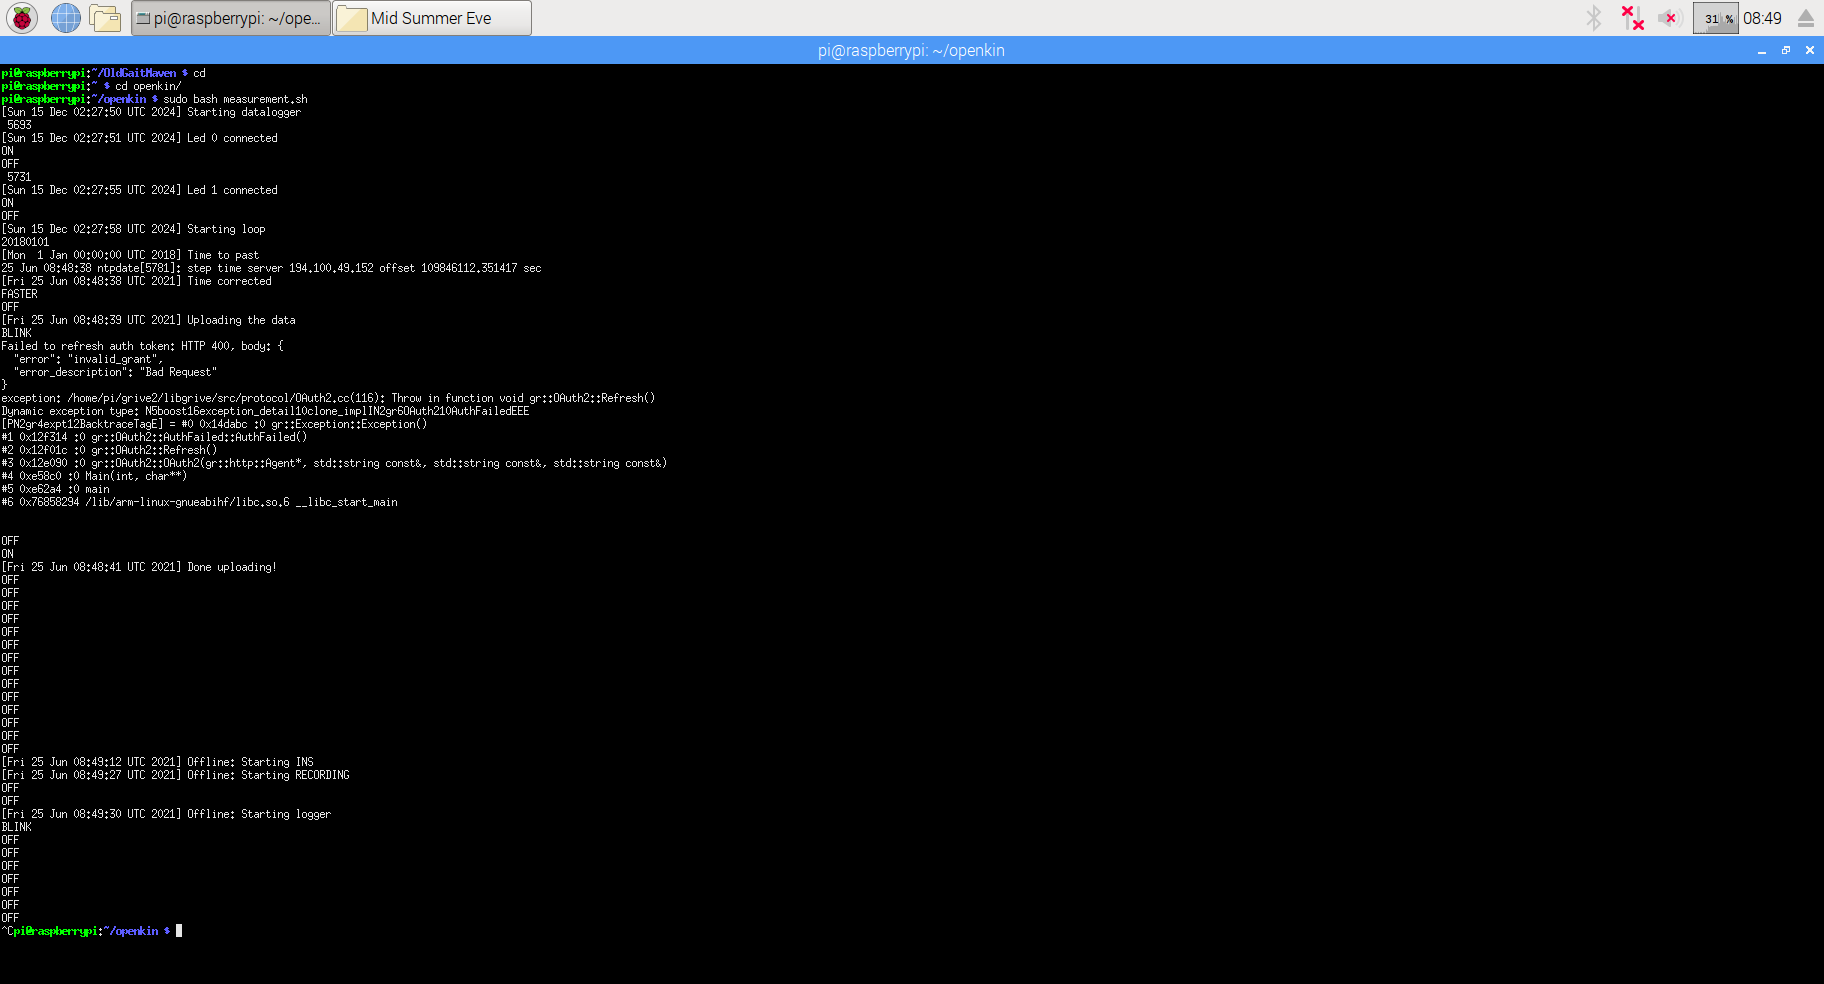 pi@raspberrypi: ~/ope...
Mid Summer Eve
31 %
08:49
pi@raspberrypi: ~/openkin
pi@raspberrypi:~/OldGaitMaven $ cd
pi@raspberrypi:~ $ cd openkin/
pi@raspberrypi:~/openkin $ sudo bash measurement.sh
[Sun 15 Dec 02:27:50 UTC 2024] Starting datalogger
 5693
[Sun 15 Dec 02:27:51 UTC 2024] Led 0 connected
ON
OFF
 5731
[Sun 15 Dec 02:27:55 UTC 2024] Led 1 connected
ON
OFF
[Sun 15 Dec 02:27:58 UTC 2024] Starting loop
20180101
[Mon  1 Jan 00:00:00 UTC 2018] Time to past
25 Jun 08:48:38 ntpdate[5781]: step time server 194.100.49.152 offset 109846112.351417 sec
[Fri 25 Jun 08:48:38 UTC 2021] Time corrected
FASTER
OFF
[Fri 25 Jun 08:48:39 UTC 2021] Uploading the data
BLINK
Failed to refresh auth token: HTTP 400, body: {
  "error": "invalid_grant",
  "error_description": "Bad Request"
}
exception: /home/pi/grive2/libgrive/src/protocol/OAuth2.cc(116): Throw in function void gr::OAuth2::Refresh()
Dynamic exception type: N5boost16exception_detail10clone_implIN2gr6OAuth210AuthFailedEEE
[PN2gr4expt12BacktraceTagE] = #0 0x14dabc :0 gr::Exception::Exception()
#1 0x12f314 :0 gr::OAuth2::AuthFailed::AuthFailed()
#2 0x12f01c :0 gr::OAuth2::Refresh()
#3 0x12e090 :0 gr::OAuth2::OAuth2(gr::http::Agent*, std::string const&, std::string const&, std::string const&)
#4 0xe58c0 :0 Main(int, char**)
#5 0xe62a4 :0 main
#6 0x76858294 /lib/arm-linux-gnueabihf/libc.so.6 __libc_start_main
OFF
ON
[Fri 25 Jun 08:48:41 UTC 2021] Done uploading!
OFF
OFF
OFF
OFF
OFF
OFF
OFF
OFF
OFF
OFF
OFF
OFF
OFF
OFF
[Fri 25 Jun 08:49:12 UTC 2021] Offline: Starting INS
[Fri 25 Jun 08:49:27 UTC 2021] Offline: Starting RECORDING
OFF
OFF
[Fri 25 Jun 08:49:30 UTC 2021] Offline: Starting logger
BLINK
OFF
OFF
OFF
OFF
OFF
OFF
OFF
^Cpi@raspberrypi:~/openkin $